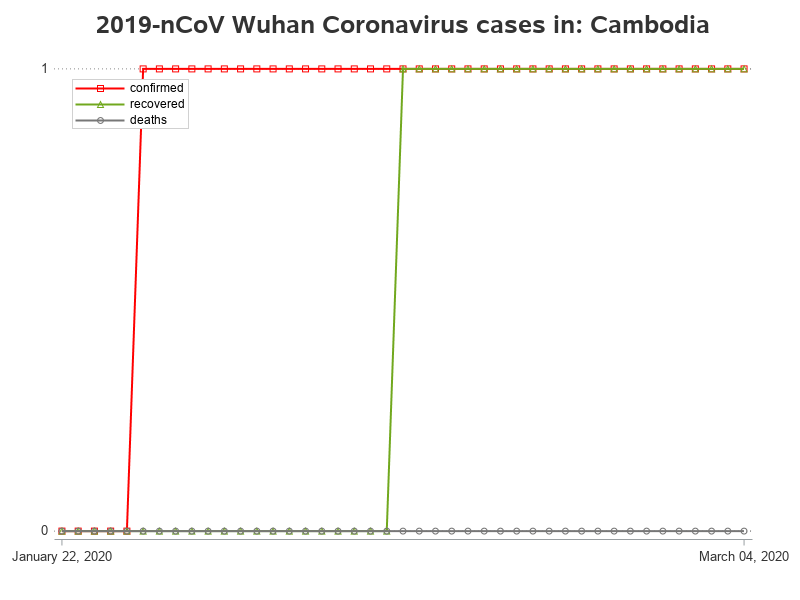 2019-nCoV Wuhan Coronavirus cases in: Cambodia
1
confirmed
recovered
deaths
0
January 22, 2020
March 04, 2020